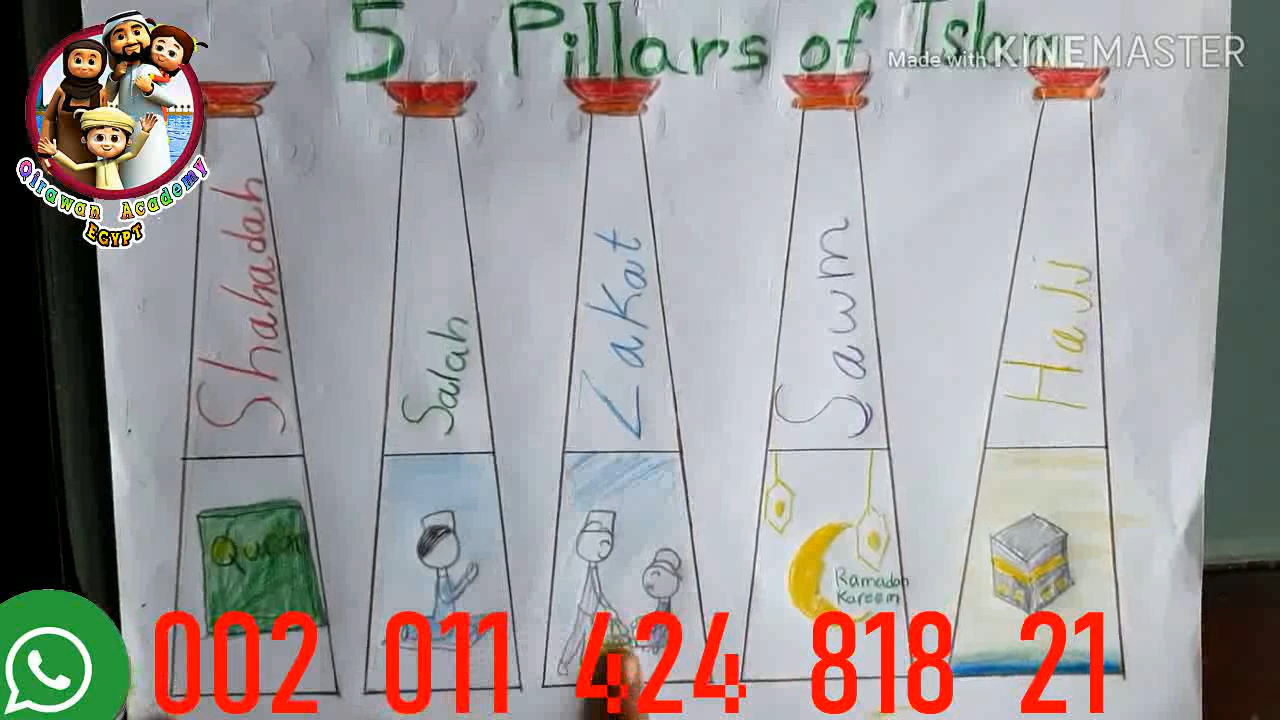 5 Pillars of Islam
Made with KINEMASTER
Qirawan Academy
EGYPT
Shahadah
Salah
Zakat
Sawm
Hajj
Quran
Ramadan
Kareem
002 011 424 818 21